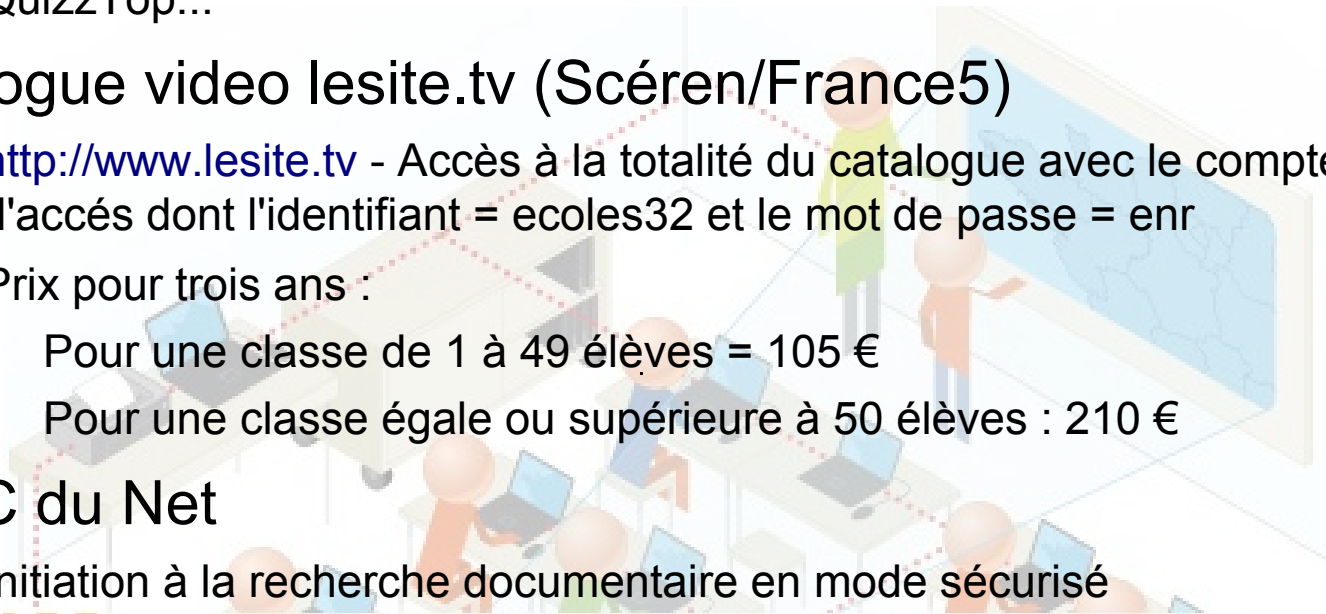 QuizzTop...
ogue video lesite.tv (Scéren/France5)
http://www.lesite.tv - Accès à la totalité du catalogue avec le compte
l'accés dont l'identifiant = ecoles32 et le mot de passe = enr
Prix pour trois ans :
Pour une classe de 1 à 49 élèves = 105 €
Pour une classe égale ou supérieure à 50 élèves : 210 €
C du Net
nitiation à la recherche documentaire en mode sécurisé